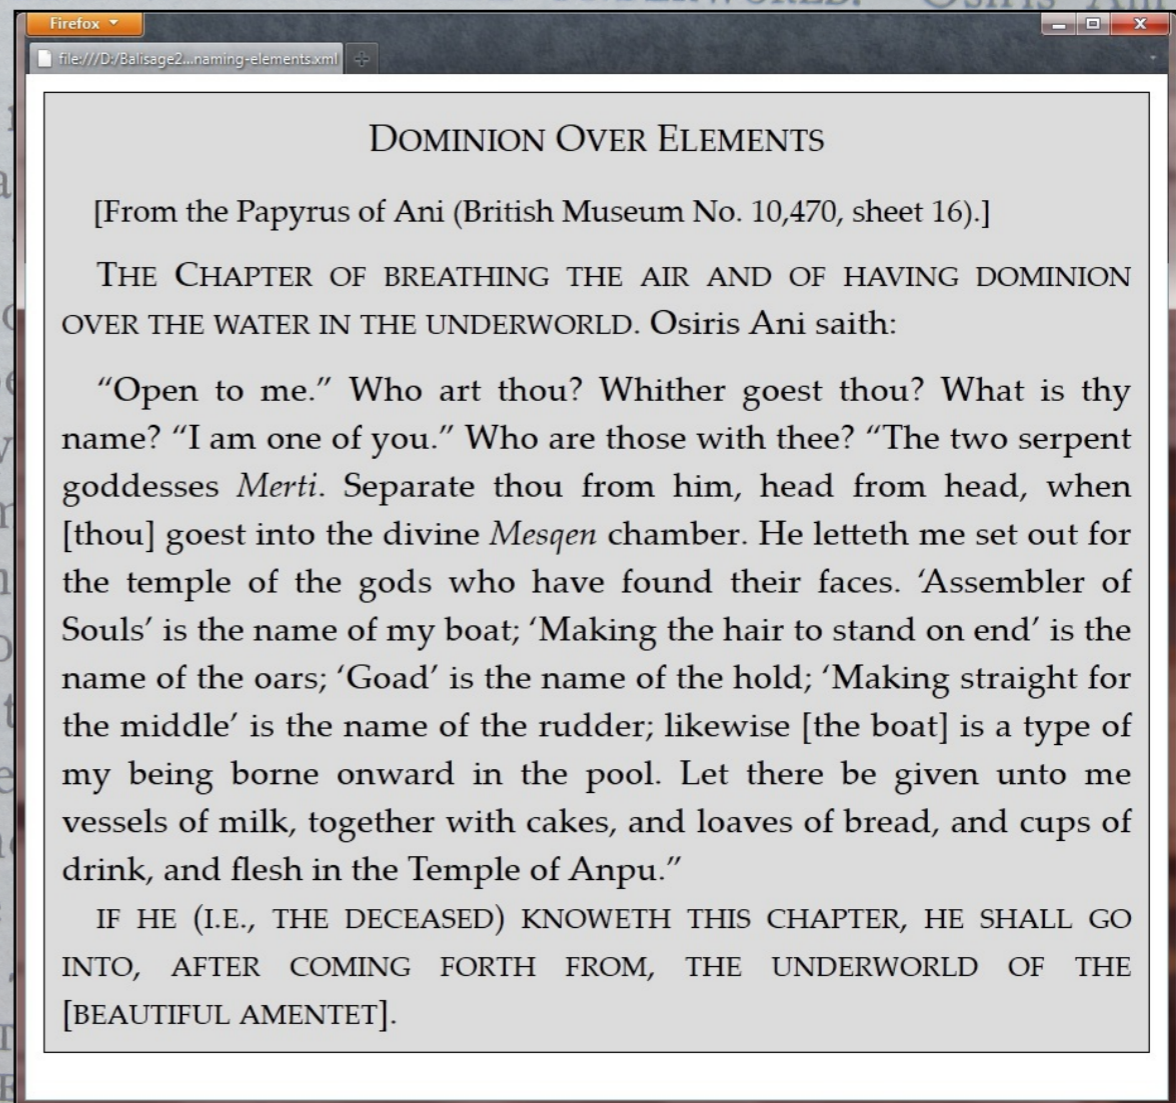 UNDERWORLD. Osiris Ani
Firefox
file:///D:/Balisage2...naming-elements.xml
DOMINION OVER ELEMENTS
[From the Papyrus of Ani (British Museum No. 10,470, sheet 16).]
THE CHAPTER OF BREATHING THE AIR AND OF HAVING DOMINION
OVER THE WATER IN THE UNDERWORLD. Osiris Ani saith:
“Open to me.” Who art thou? Whither goest thou? What is thy
name? “I am one of you.” Who are those with thee? “The two serpent
goddesses Merti. Separate thou from him, head from head, when
[thou] goest into the divine Mesqen chamber. He letteth me set out for
the temple of the gods who have found their faces. ‘Assembler of
Souls’ is the name of my boat; ‘Making the hair to stand on end’ is the
name of the oars; ‘Goad’ is the name of the hold; ‘Making straight for
the middle’ is the name of the rudder; likewise [the boat] is a type of
my being borne onward in the pool. Let there be given unto me
vessels of milk, together with cakes, and loaves of bread, and cups of
drink, and flesh in the Temple of Anpu.”
IF HE (I.E., THE DECEASED) KNOWETH THIS CHAPTER, HE SHALL GO
INTO, AFTER COMING FORTH FROM, THE UNDERWORLD OF THE
[BEAUTIFUL AMENTET].